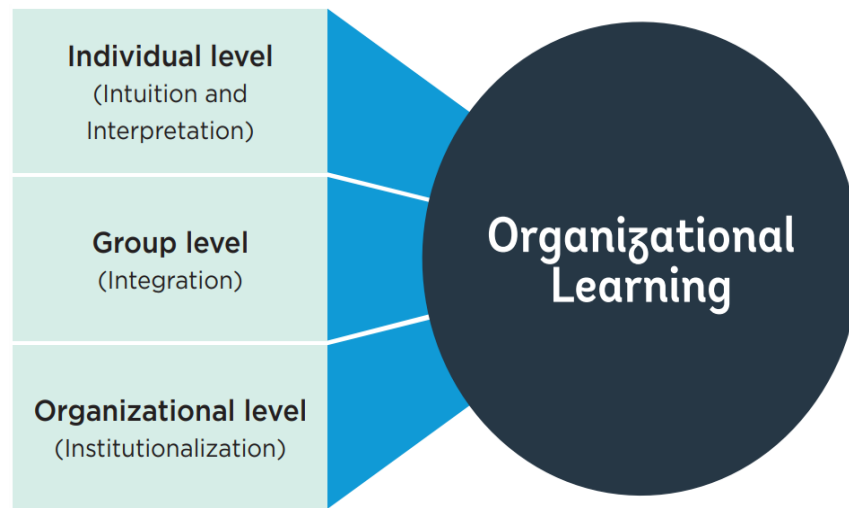 Individual level
(Intuition and
Interpretation)
Group level
(Integration)
Organizational level
(Institutionalization)
Organizational
Learning